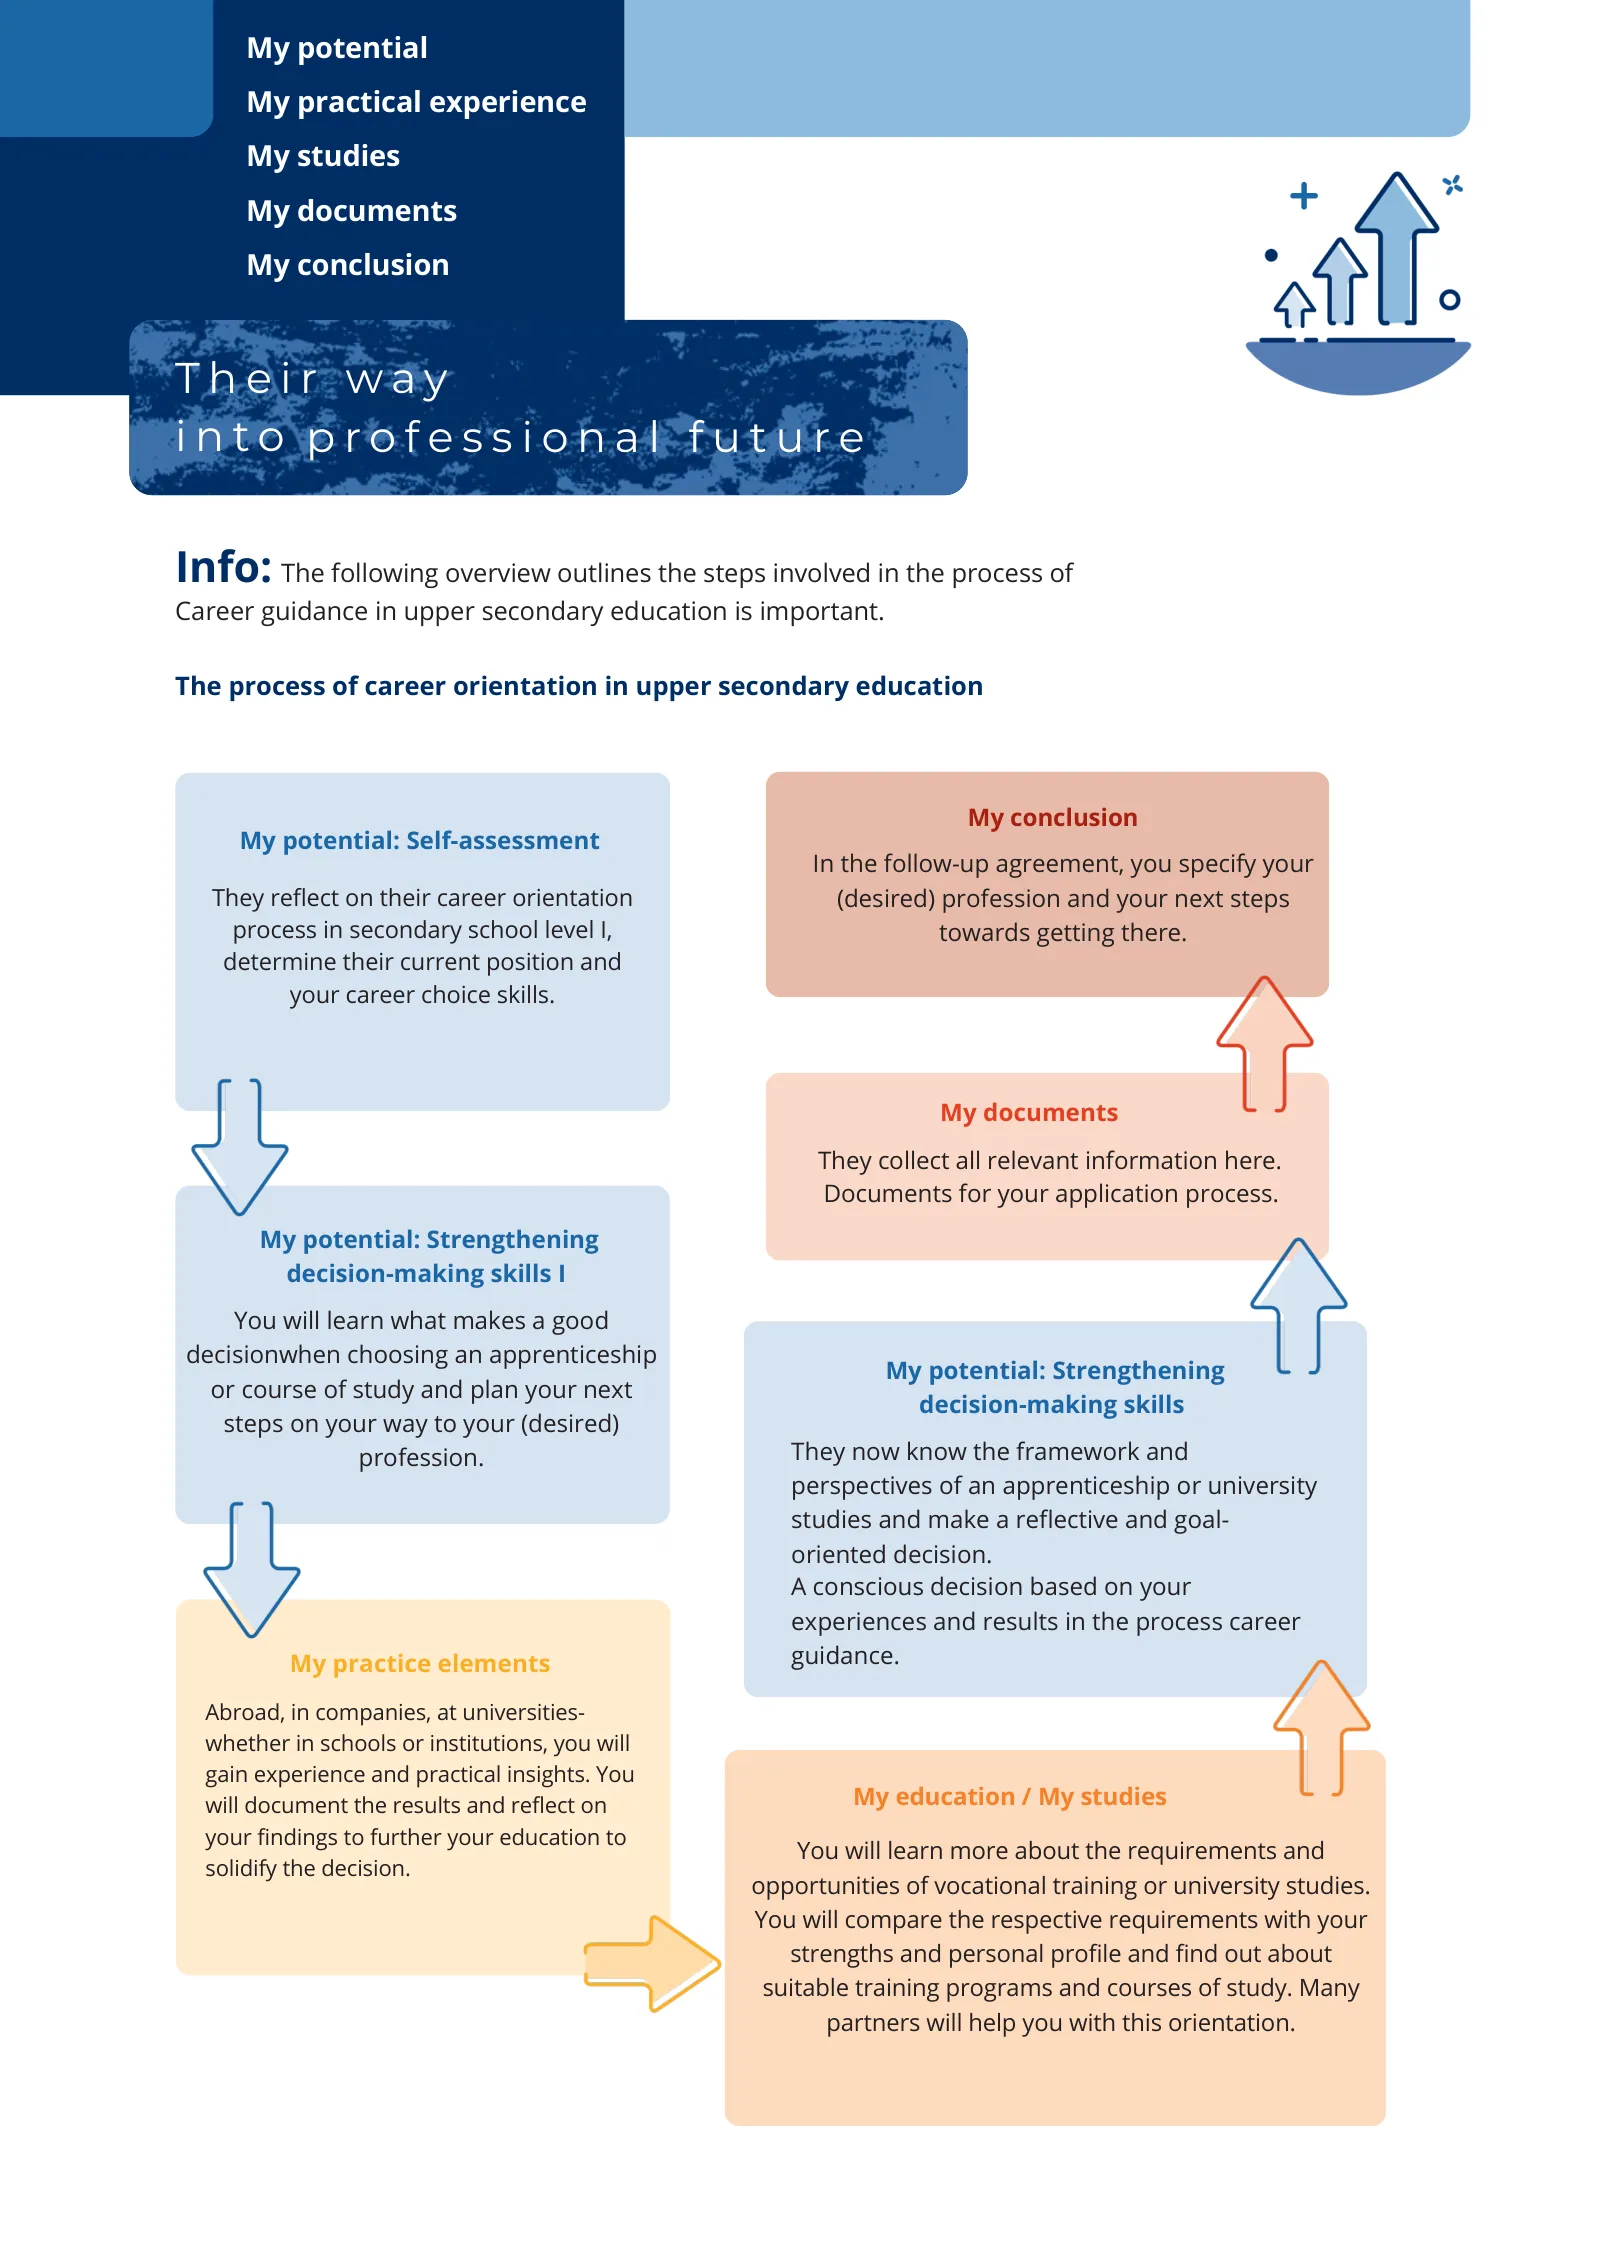 My potential
My practical experience
My studies
My documents
My conclusion
Their way
into professional future
Info: The following overview outlines the steps involved in the process of
Career guidance in upper secondary education is important.
The process of career orientation in upper secondary education
My potential: Self-assessment
They reflect on their career orientation
process in secondary school level I,
determine their current position and
your career choice skills.
My potential: Strengthening
decision-making skills I
You will learn what makes a good
decisionwhen choosing an apprenticeship
or course of study and plan your next
steps on your way to your (desired)
profession.
My practice elements
Abroad, in companies, at universities-
whether in schools or institutions, you will
gain experience and practical insights. You
will document the results and reflect on
your findings to further your education to
solidify the decision.
My conclusion
In the follow-up agreement, you specify your
(desired) profession and your next steps
towards getting there.
My documents
They collect all relevant information here.
Documents for your application process.
My potential: Strengthening
decision-making skills
They now know the framework and
perspectives of an apprenticeship or university
studies and make a reflective and goal-
oriented decision.
A conscious decision based on your
experiences and results in the process career
guidance.
My education / My studies
You will learn more about the requirements and
opportunities of vocational training or university studies.
You will compare the respective requirements with your
strengths and personal profile and find out about
suitable training programs and courses of study. Many
partners will help you with this orientation.